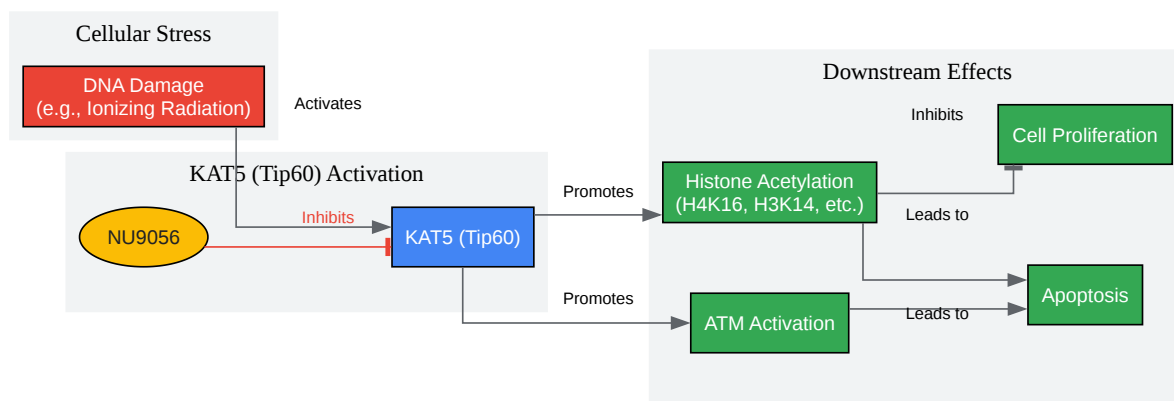 Cellular Stress
DNA Damage
(e.g., Ionizing Radiation)
Activates
KAT5 (Tip60) Activation
NU9056
Inhibits
KAT5 (Tip60)
Promotes
Promotes
Downstream Effects
Histone Acetylation
(H4K16, H3K14, etc.)
Inhibits
Cell Proliferation
Leads to
ATM Activation
Leads to
Apoptosis